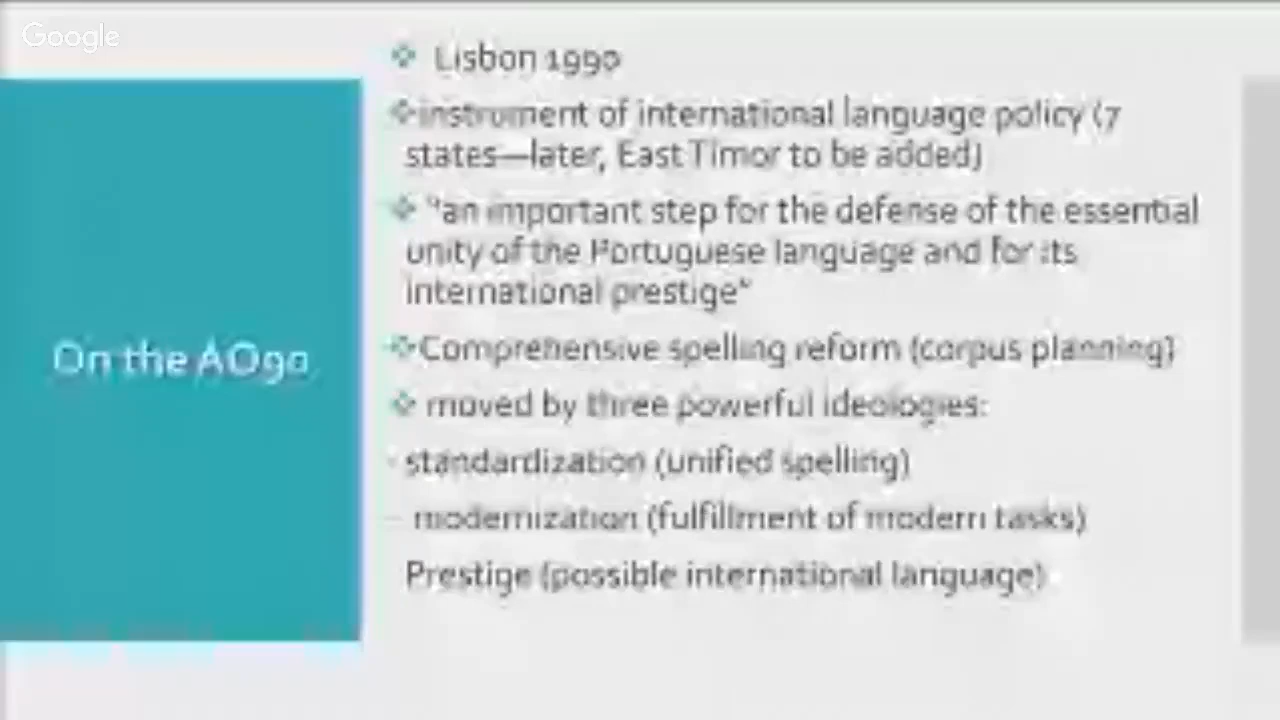 Google
On the AO90
Lisbon 1990
instrument of international language policy (7
states—later, East Timor to be added)
"an important step for the defense of the essential
unity of the Portuguese language and for its
international prestige"
Comprehensive spelling reform (corpus planning)
moved by three powerful ideologies:
- standardization (unified spelling)
- modernization (fulfillment of modern tasks)
Prestige (possible international language)